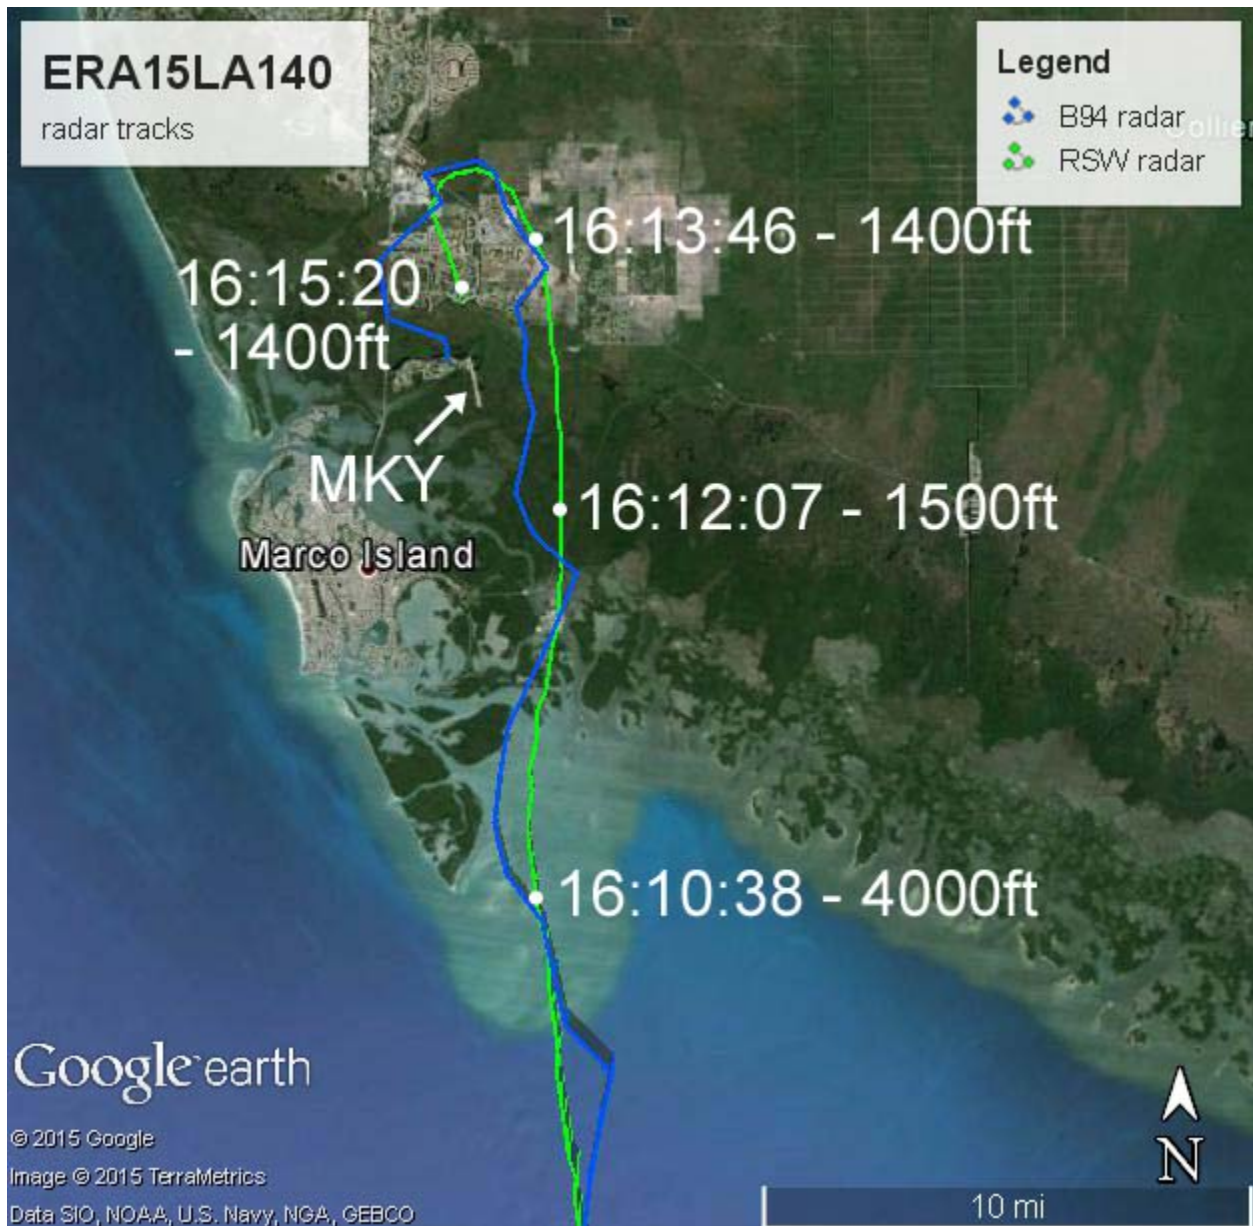 ERA15LA140
radar tracks
Legend
B94 radar
RSW radar
Collier
16:13:46 - 1400ft
16:15:20
- 1400ft
MKY
16:12:07 - 1500ft
Marco Island
16:10:38 - 4000ft
Google earth
© 2015 Google
Image © 2015 TerraMetrics
Data SIO, NOAA, U.S. Navy, NGA, GEBCO
N
10 mi